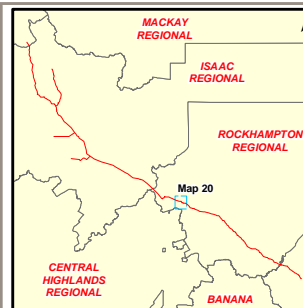 MACKAY
REGIONAL
ISAAC
REGIONAL
ROCKHAMPTON
REGIONAL
Map 20
CENTRAL
HIGHLANDS
REGIONAL
BANANA